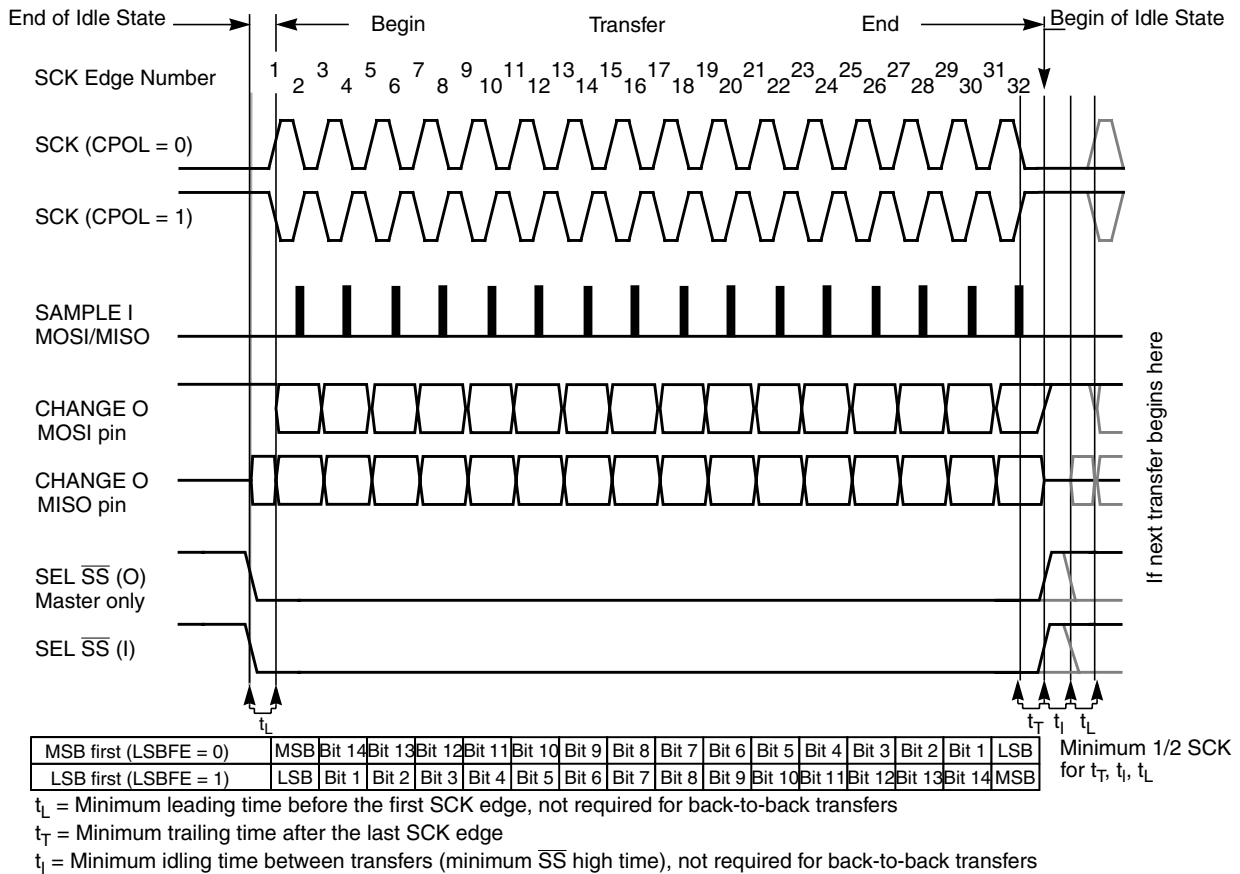 End of Idle State
Begin
Transfer
End
Begin of Idle State
SCK Edge Number
1 2 3 4 5 6 7 8 9 10 11 12 13 14 15 16 17 18 19 20 21 22 23 24 25 26 27 28 29 30 31 32
SCK (CPOL = 0)
SCK (CPOL = 1)
SAMPLE I
MOSI/MISO
CHANGE O
MOSI pin
CHANGE O
MISO pin
SEL SS (O)
Master only
SEL SS (I)
If next transfer begins here
tL
tT tI tL
MSB first (LSBFE = 0) MSB Bit 14 Bit 13 Bit 12 Bit 11 Bit 10 Bit 9 Bit 8 Bit 7 Bit 6 Bit 5 Bit 4 Bit 3 Bit 2 Bit 1 LSB
LSB first (LSBFE = 1) LSB Bit 1 Bit 2 Bit 3 Bit 4 Bit 5 Bit 6 Bit 7 Bit 8 Bit 9 Bit 10 Bit 11 Bit 12 Bit 13 Bit 14 MSB
Minimum 1/2 SCK
for tT, tI, tL
tL = Minimum leading time before the first SCK edge, not required for back-to-back transfers
tT = Minimum trailing time after the last SCK edge
tI = Minimum idling time between transfers (minimum SS high time), not required for back-to-back transfers